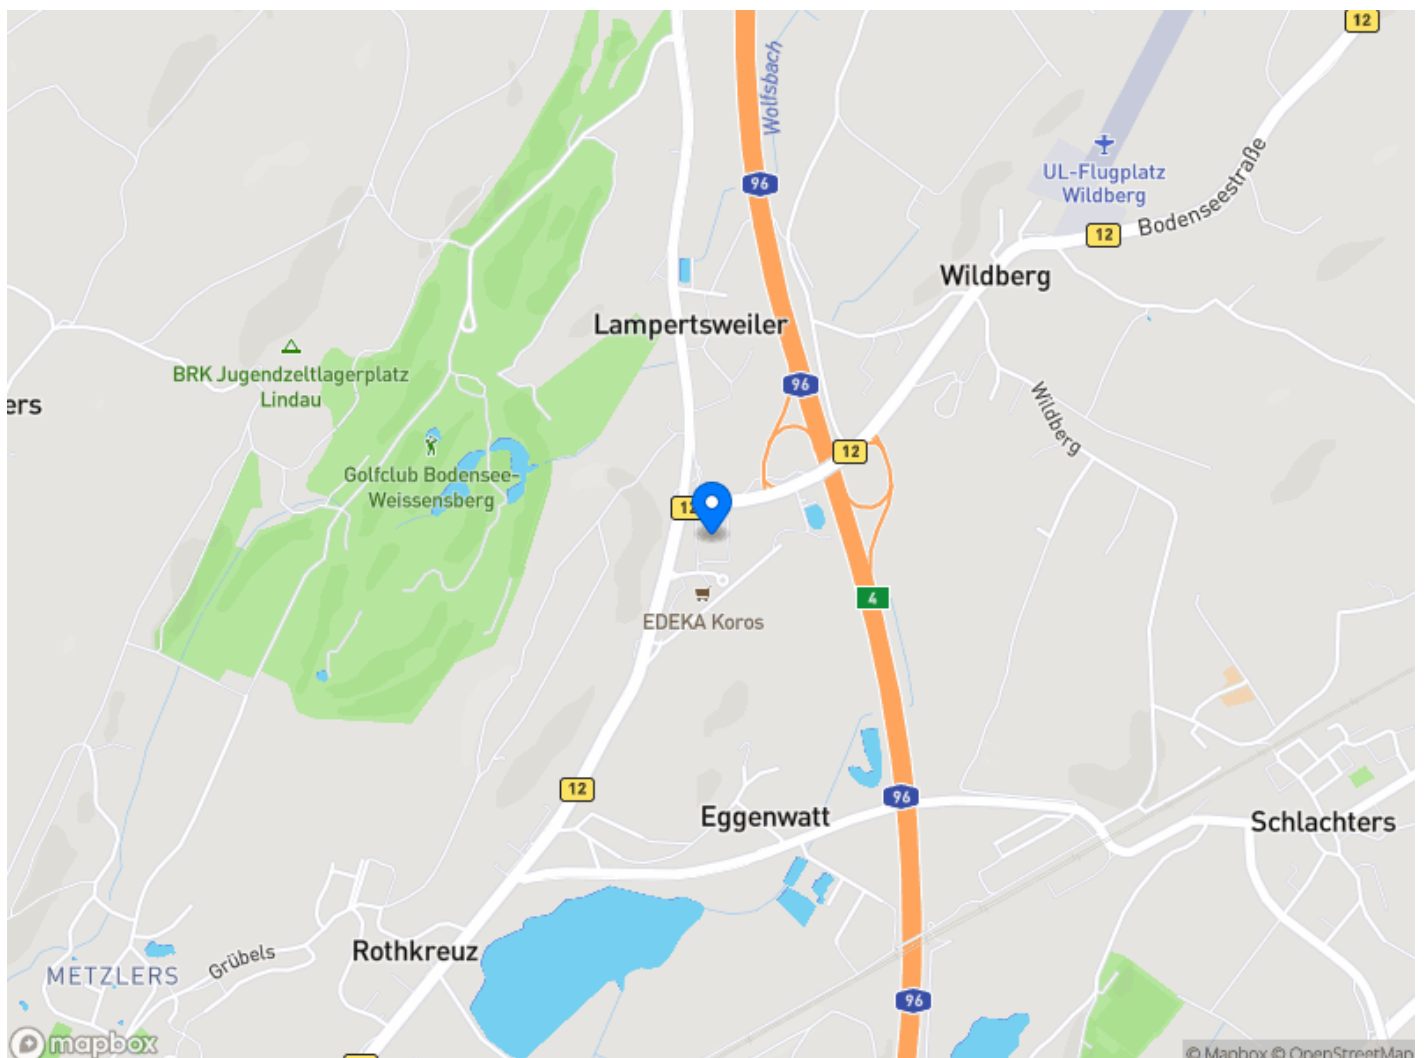 12
Wolfsbach
96
UL-Flugplatz
Wildberg
Bodenseestraße
12
Wildberg
Lampertsweiler
BRK Jugendzeltlagerplatz
Lindau
96
ers
Wildberg
12
Golfclub Bodensee-
Weissensberg
12
4
EDEKA Koros
12
96
Eggenwatt
Schlachters
Rothkreuz
Grübels
METZLERS
96
mapbox
© Mapbox © OpenStreetMap